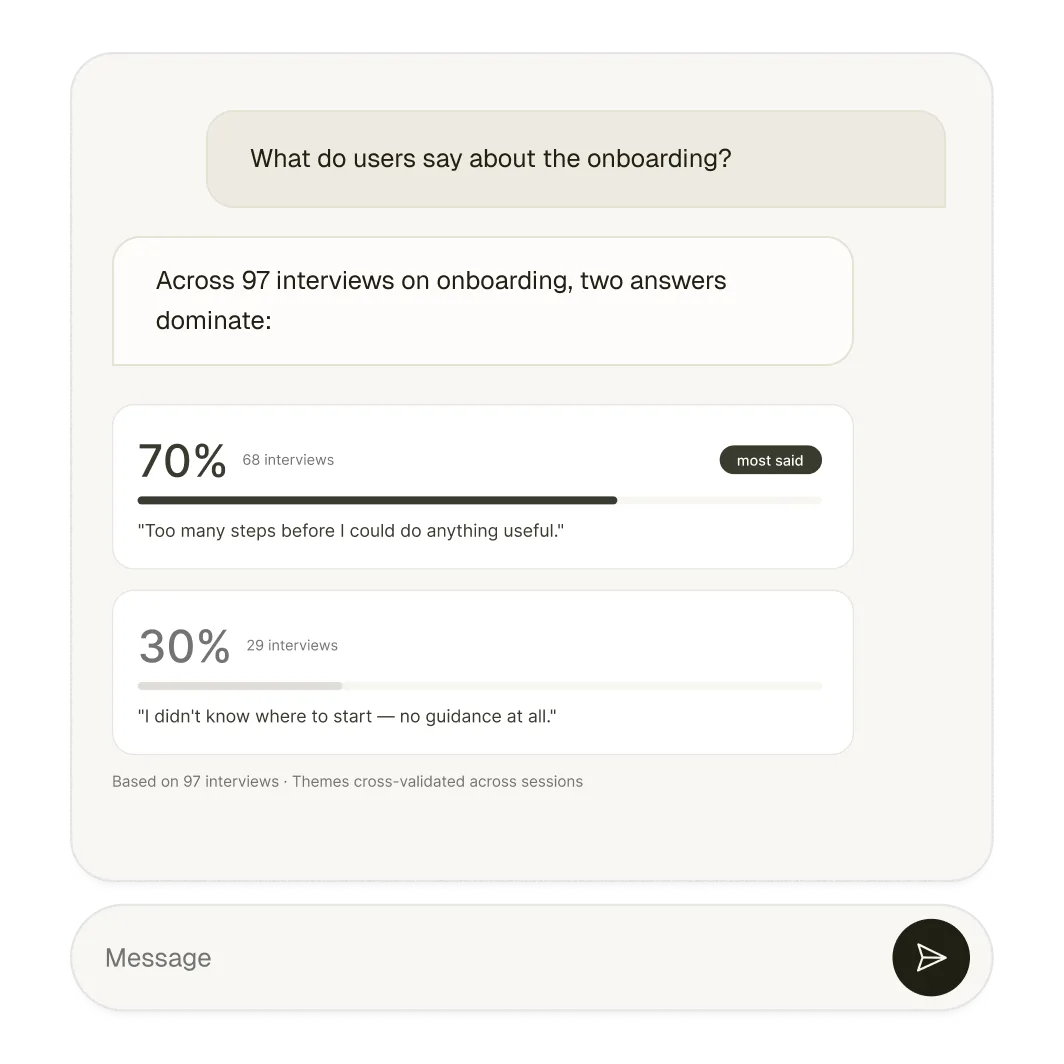 What do users say about the onboarding?
Across 97 interviews on onboarding, two answers
dominate:
70% 68 interviews most said
"Too many steps before I could do anything useful."
30% 29 interviews
"I didn't know where to start — no guidance at all."
Based on 97 interviews · Themes cross-validated across sessions
Message